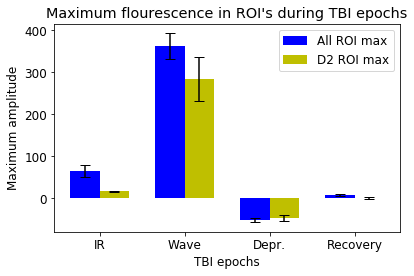 Maximum flourescence in ROI's during TBI epochs
All ROI max
D2 ROI max
Maximum amplitude
400
300
200
100
0
IR Wave Depr. Recovery
TBI epochs